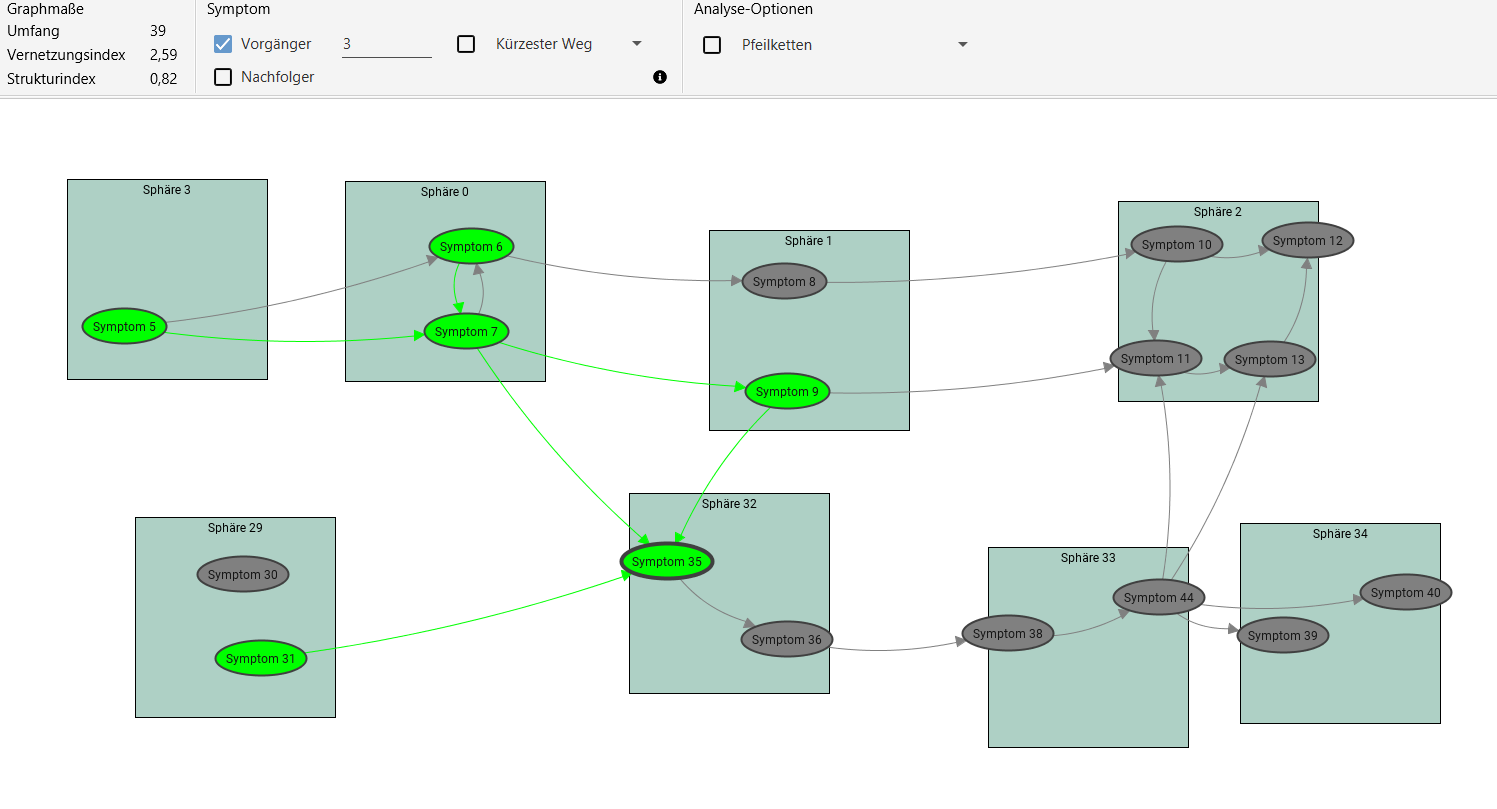 Graphmaße
Umfang 39
Vernetzungsindex 2,59
Strukturindex 0,82
Symptom
Vorgänger 3 Kürzester Weg
Nachfolger
Analyse-Optionen
Pfeilketten
Sphäre 3
Symptom 5
Sphäre 0
Symptom 6
Symptom 7
Sphäre 1
Symptom 8
Symptom 9
Sphäre 2
Symptom 10
Symptom 12
Symptom 11
Symptom 13
Sphäre 29
Symptom 30
Symptom 31
Sphäre 32
Symptom 35
Symptom 36
Sphäre 33
Symptom 44
Symptom 38
Sphäre 34
Symptom 40
Symptom 39